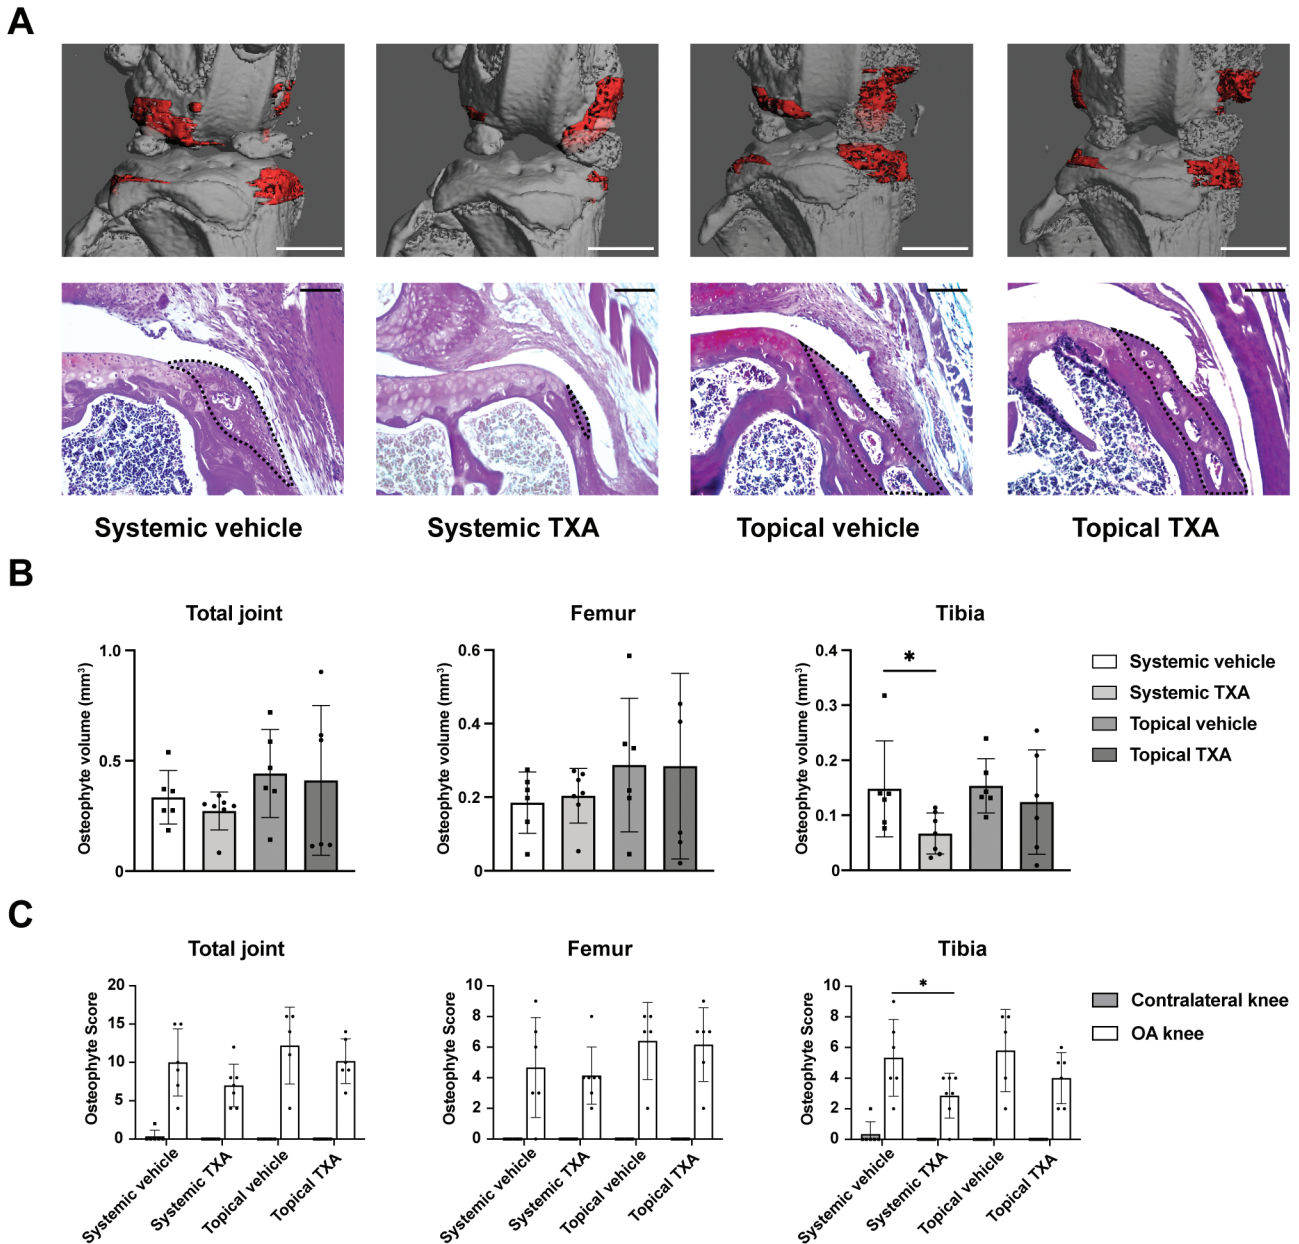 A
Systemic vehicle
Systemic TXA
Topical vehicle
Topical TXA
B
Total joint
Osteophyte volume (mm³)
1.0
0.5
0
Femur
Osteophyte volume (mm³)
0.6
0.4
0.2
0
Tibia
Osteophyte volume (mm³)
0.4
0.3
0.2
0.1
0
*
Systemic vehicle
Systemic TXA
Topical vehicle
Topical TXA
C
Total joint
Osteophyte Score
20
15
10
5
0
Systemic vehicle
Systemic TXA
Topical vehicle
Topical TXA
Femur
Osteophyte Score
10
8
6
4
2
0
Systemic vehicle
Systemic TXA
Topical vehicle
Topical TXA
Tibia
Osteophyte Score
10
8
6
4
2
0
*
Systemic vehicle
Systemic TXA
Topical vehicle
Topical TXA
Contralateral knee
OA knee